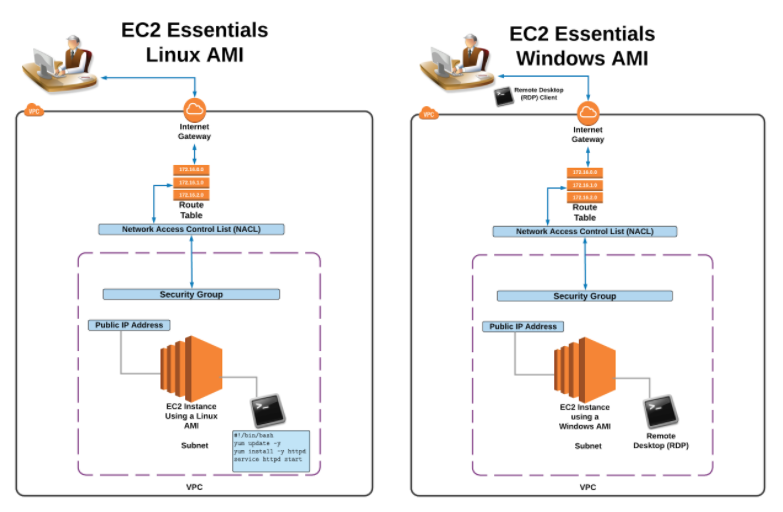 EC2 Essentials
Linux AMI
VPC
Internet
Gateway
172.16.0.0
172.16.1.0
172.16.2.0
Route
Table
Network Access Control List (NACL)
Security Group
Public IP Address
EC2 Instance
Using a Linux
AMI
>_
#!/bin/bash
yum update -y
yum install -y httpd
service httpd start
Subnet
VPC
EC2 Essentials
Windows AMI
>_
Remote Desktop
(RDP) Client
VPC
Internet
Gateway
172.16.0.0
172.16.1.0
172.16.2.0
Route
Table
Network Access Control List (NACL)
Security Group
Public IP Address
EC2 Instance
using a
Windows AMI
>_
Remote
Desktop (RDP)
Subnet
VPC